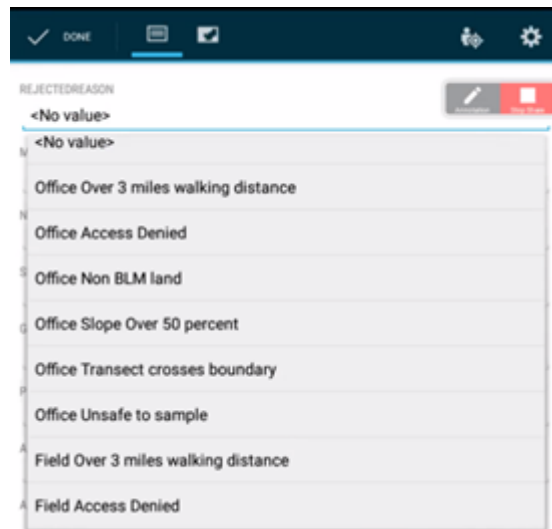 DONE
REJECTEDREASON
<No value>
<No value>
Office Over 3 miles walking distance
Office Access Denied
Office Non BLM land
Office Slope Over 50 percent
Office Transect crosses boundary
Office Unsafe to sample
Field Over 3 miles walking distance
Field Access Denied